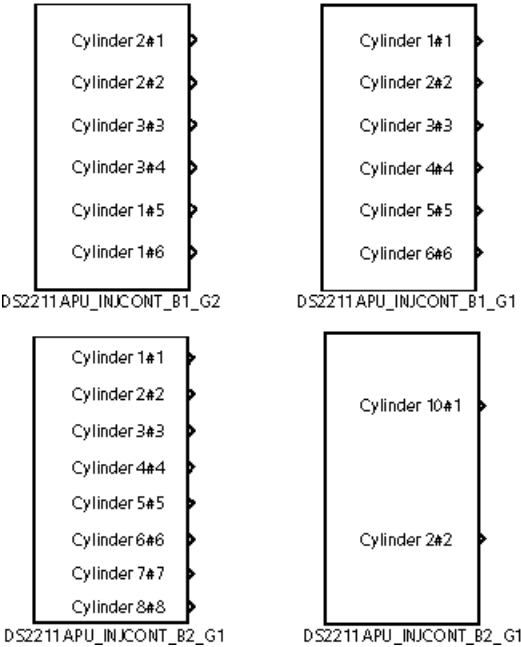 Cylinder 2#1
Cylinder 2#2
Cylinder 3#3
Cylinder 3#4
Cylinder 1#5
Cylinder 1#6
DS2211APU_INJCONT_B1_G2
Cylinder 1#1
Cylinder 2#2
Cylinder 3#3
Cylinder 4#4
Cylinder 5#5
Cylinder 6#6
DS2211APU_INJCONT_B1_G1
Cylinder 1#1
Cylinder 2#2
Cylinder 3#3
Cylinder 4#4
Cylinder 5#5
Cylinder 6#6
Cylinder 7#7
Cylinder 8#8
DS2211APU_INJCONT_B2_G1
Cylinder 10#1
Cylinder 2#2
DS2211APU_INJCONT_B2_G1